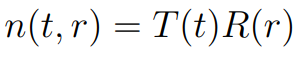 n(t, r) = T(t)R(r)